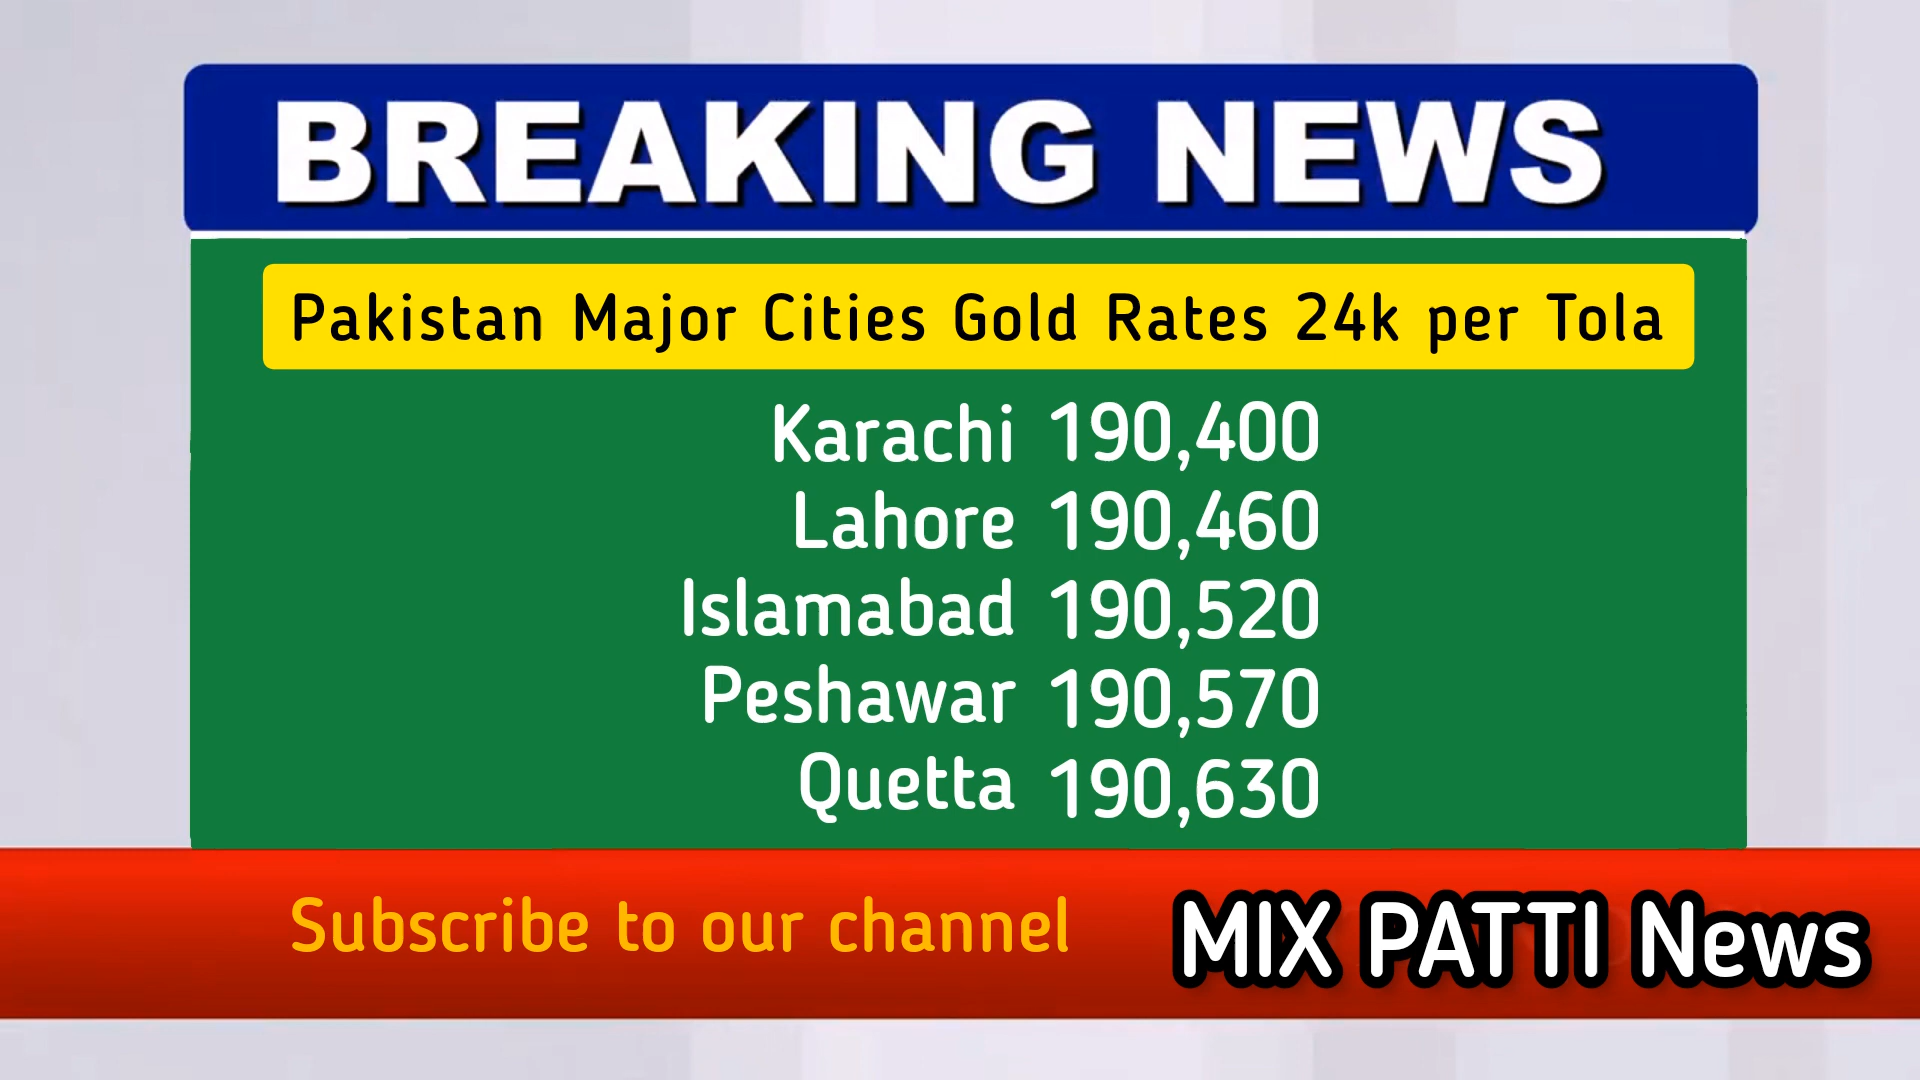 BREAKING NEWS
Pakistan Major Cities Gold Rates 24k per Tola
Karachi 190,400
Lahore 190,460
Islamabad 190,520
Peshawar 190,570
Quetta 190,630
Subscribe to our channel MIX PATTI News